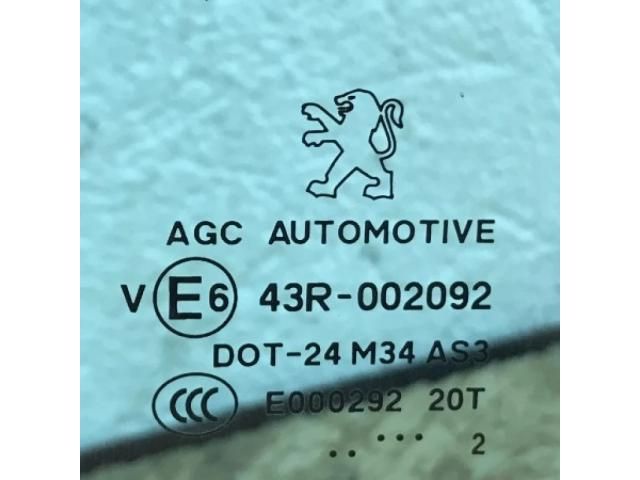 AGC AUTOMOTIVE
V E6 43R-002092
DOT-24 M34 AS3
CCC E000292 20T
.. ... 2